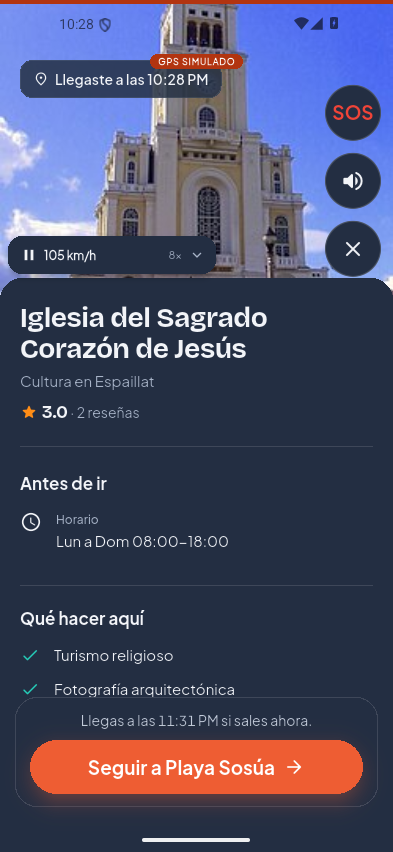 10:28
GPS SIMULADO
Llegaste a las 10:28 PM
SOS
105 km/h
8×
Iglesia del Sagrado
Corazón de Jesús
Cultura en Espaillat
3.0 · 2 reseñas
Antes de ir
Horario
Lun a Dom 08:00–18:00
Qué hacer aquí
Turismo religioso
Fotografía arquitectónica
Llegas a las 11:31 PM si sales ahora.
Seguir a Playa Sosúa